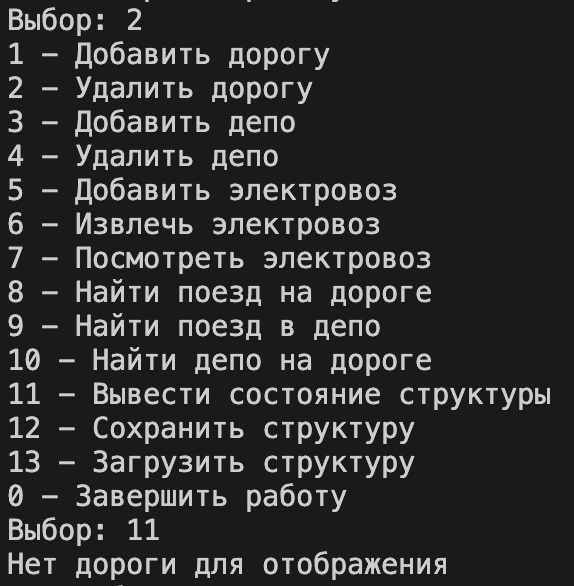 Выбор: 2
1 – Добавить дорогу
2 – Удалить дорогу
3 – Добавить депо
4 – Удалить депо
5 – Добавить электровоз
6 – Извлечь электровоз
7 – Посмотреть электровоз
8 – Найти поезд на дороге
9 – Найти поезд в депо
10 – Найти депо на дороге
11 – Вывести состояние структуры
12 – Сохранить структуру
13 – Загрузить структуру
0 – Завершить работу
Выбор: 11
Нет дороги для отображения